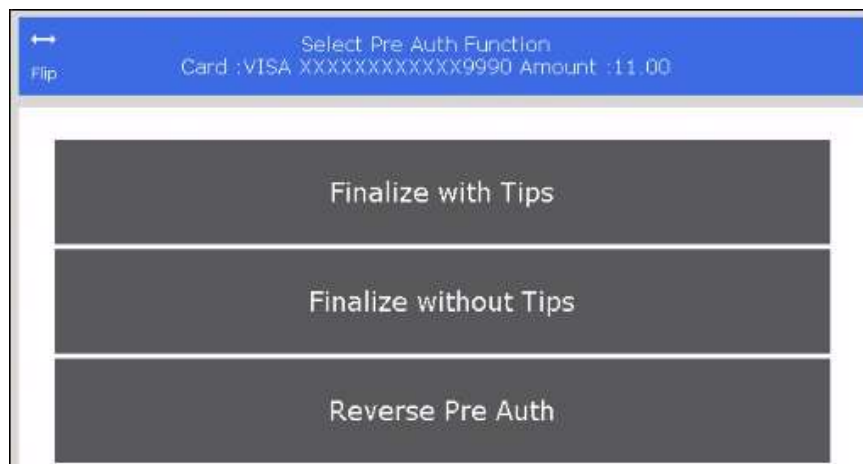 Select Pre Auth Function
Flip
Card :VISA XXXXXXXXXXXX9990 Amount :11.00
Finalize with Tips
Finalize without Tips
Reverse Pre Auth